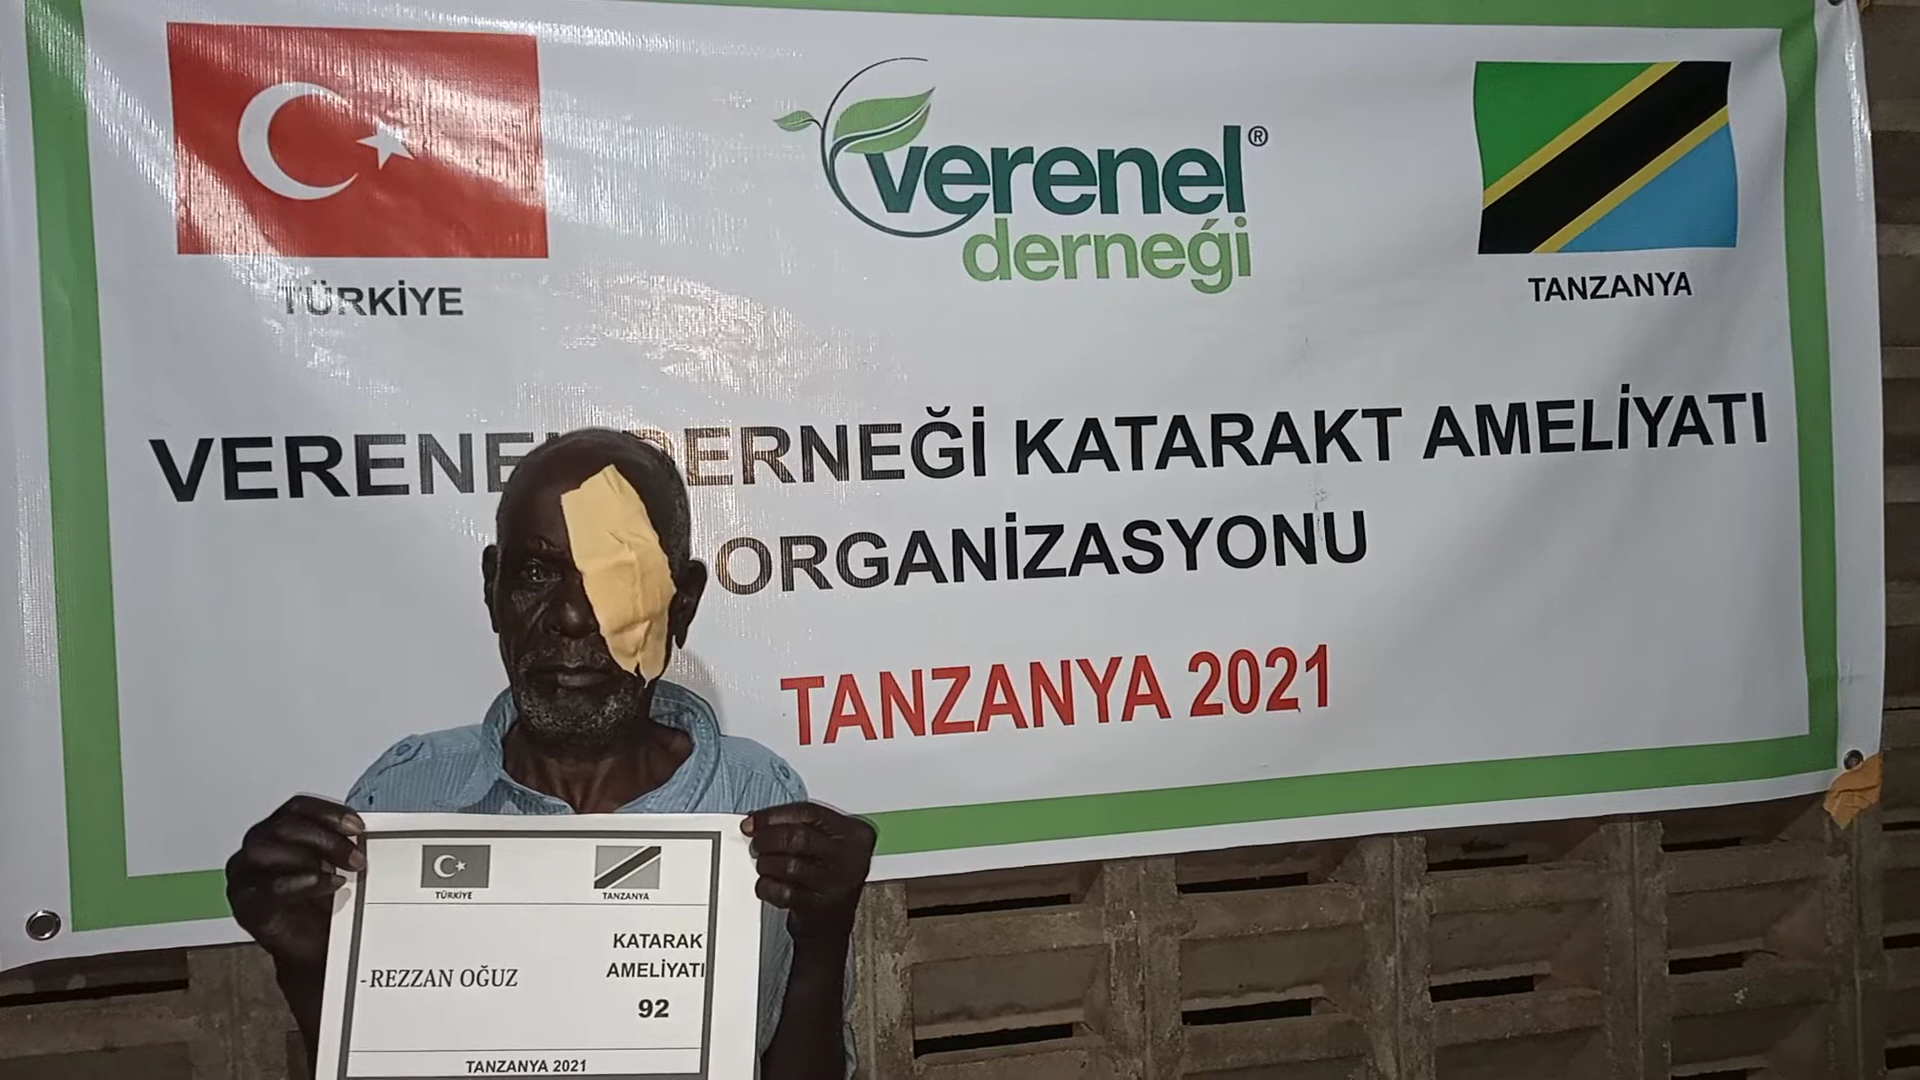 verenel®
derneği
TÜRKİYE
TANZANYA
VERENEL DERNEĞİ KATARAKT AMELİYATI
ORGANİZASYONU
TANZANYA 2021
TÜRKİYE
TANZANYA
KATARAK
AMELİYATI
-REZZAN OĞUZ
92
TANZANYA 2021